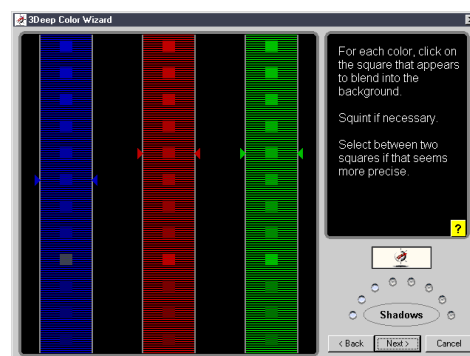 3Deep Color Wizard
For each color, click on
the square that appears
to blend into the
background.
Squint if necessary.
Select between two
squares if that seems
more precise.
?
Shadows
< Back
Next >
Cancel